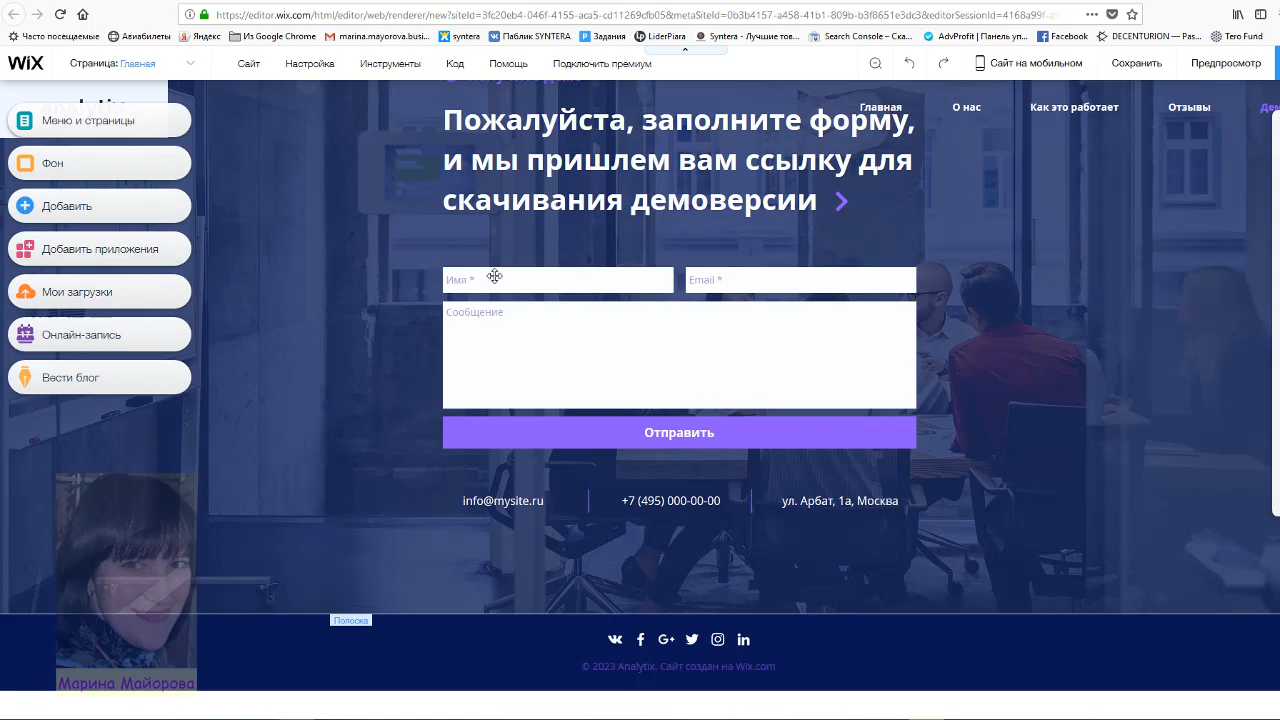 https://editor.wix.com/html/editor/web/renderer/new?siteId=3fc20eb4-046f-4155-aca5-cd11269dfb05&metaSiteId=0b3b4157-a458-41b1-809b-b3f8651e3dc3&editorSessionId=4168a99f-a5
Часто посещаемые Авиабилеты Яндекс Из Google Chrome marina.mayorova.busi... syntera Паблик SYNTERA Задания LiderPiara Syntera - Лучшие тов... Search Console – Ска... AdvProfit | Панель уп... Facebook DECENTURION — Pas... Tero Fund
WiX Страница: Главная Сайт Настройка Инструменты Код Помощь Подключить премиум Сайт на мобильном Сохранить Предпросмотр
Главная О нас Как это работает Отзывы Дем
Меню и страницы
Фон
Добавить
Добавить приложения
Мои загрузки
Онлайн-запись
Вести блог
Пожалуйста, заполните форму,
и мы пришлем вам ссылку для
скачивания демоверсии
Имя * Email *
Сообщение
Отправить
info@mysite.ru +7 (495) 000-00-00 ул. Арбат, 1а, Москва
Полоска
© 2023 Analytix. Сайт создан на Wix.com
Марина Майорова